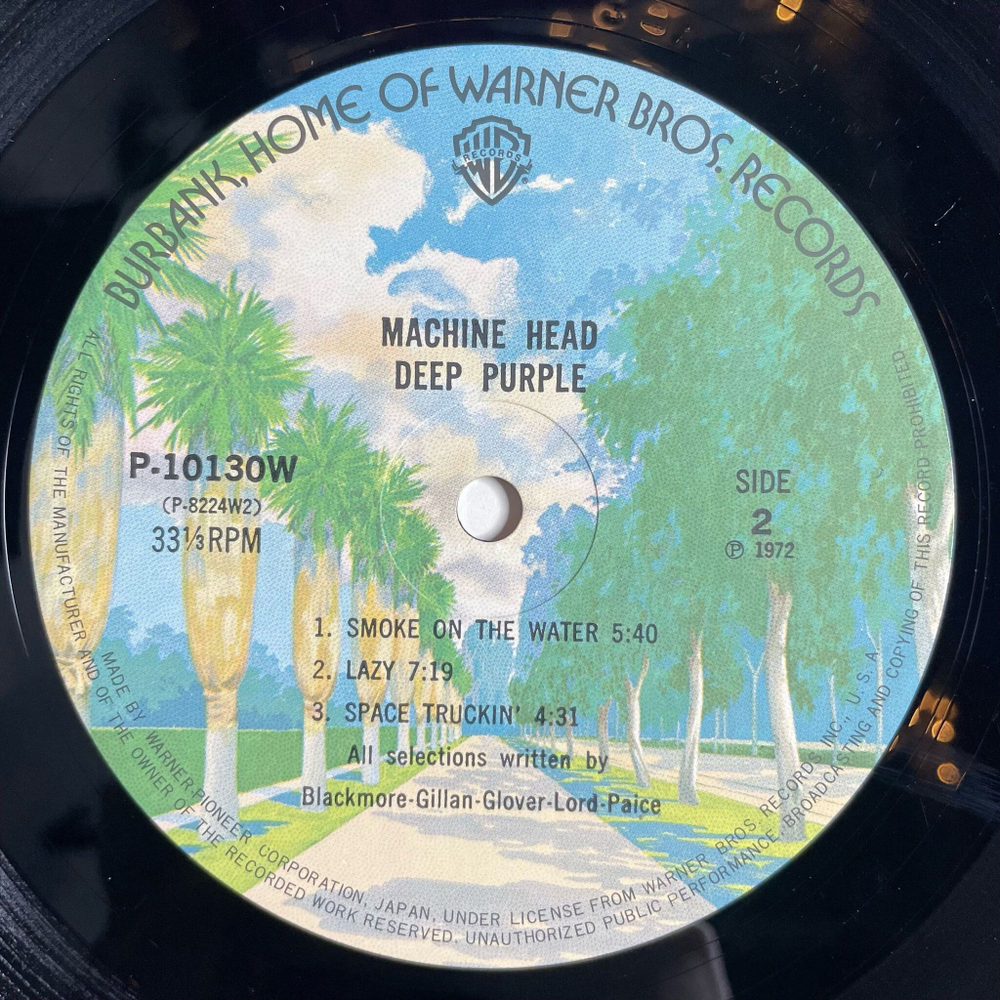 BURBANK, HOME OF WARNER BROS. RECORDS
RECORDS
MACHINE HEAD
DEEP PURPLE
P-10130W
(P-8224W2)
33⅓RPM
SIDE
2
℗ 1972
1. SMOKE ON THE WATER 5:40
2. LAZY 7:19
3. SPACE TRUCKIN' 4:31
All selections written by
Blackmore-Gillan-Glover-Lord-Paice
MADE BY WARNER-PIONEER CORPORATION, JAPAN, UNDER LICENSE FROM WARNER BROS. RECORDS INC., U.S.A.
ALL RIGHTS OF THE MANUFACTURER AND OF THE OWNER OF THE RECORDED WORK RESERVED. UNAUTHORIZED PUBLIC PERFORMANCE, BROADCASTING AND COPYING OF THIS RECORD PROHIBITED.